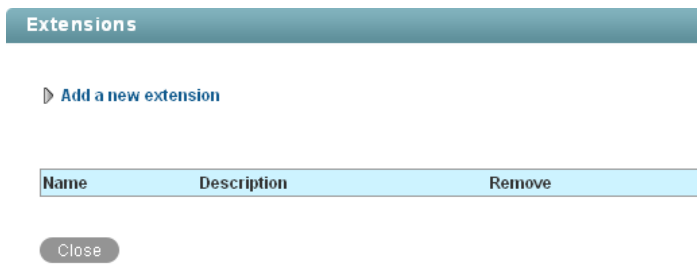 Extensions
Add a new extension
Name Description Remove
Close